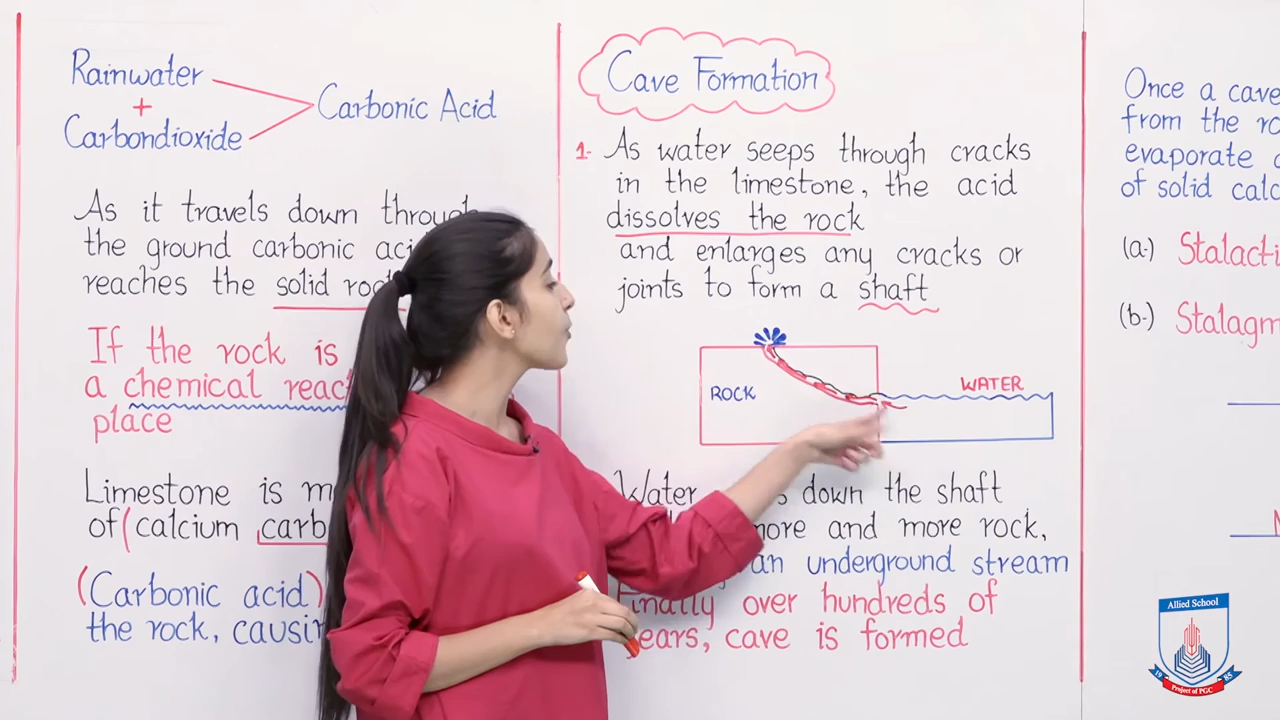 Rainwater
+
Carbondioxide
Carbonic Acid
As it travels down through
the ground carbonic
reaches the solid
If the rock is
a chemical
place
Limestone is
of (calcium
(Carbonic acid)
the rock,
Cave Formation
1- As water seeps through cracks
in the limestone, the acid
dissolves the rock
and enlarges any cracks or
joints to form a shaft
ROCK
WATER
Water down the shaft
more and more rock,
an underground stream
Finally over hundreds of
years, cave is formed
Once a cave
from the
evaporate
of solid
(a-)
(b-)
Allied School
19 85
Project of PGC